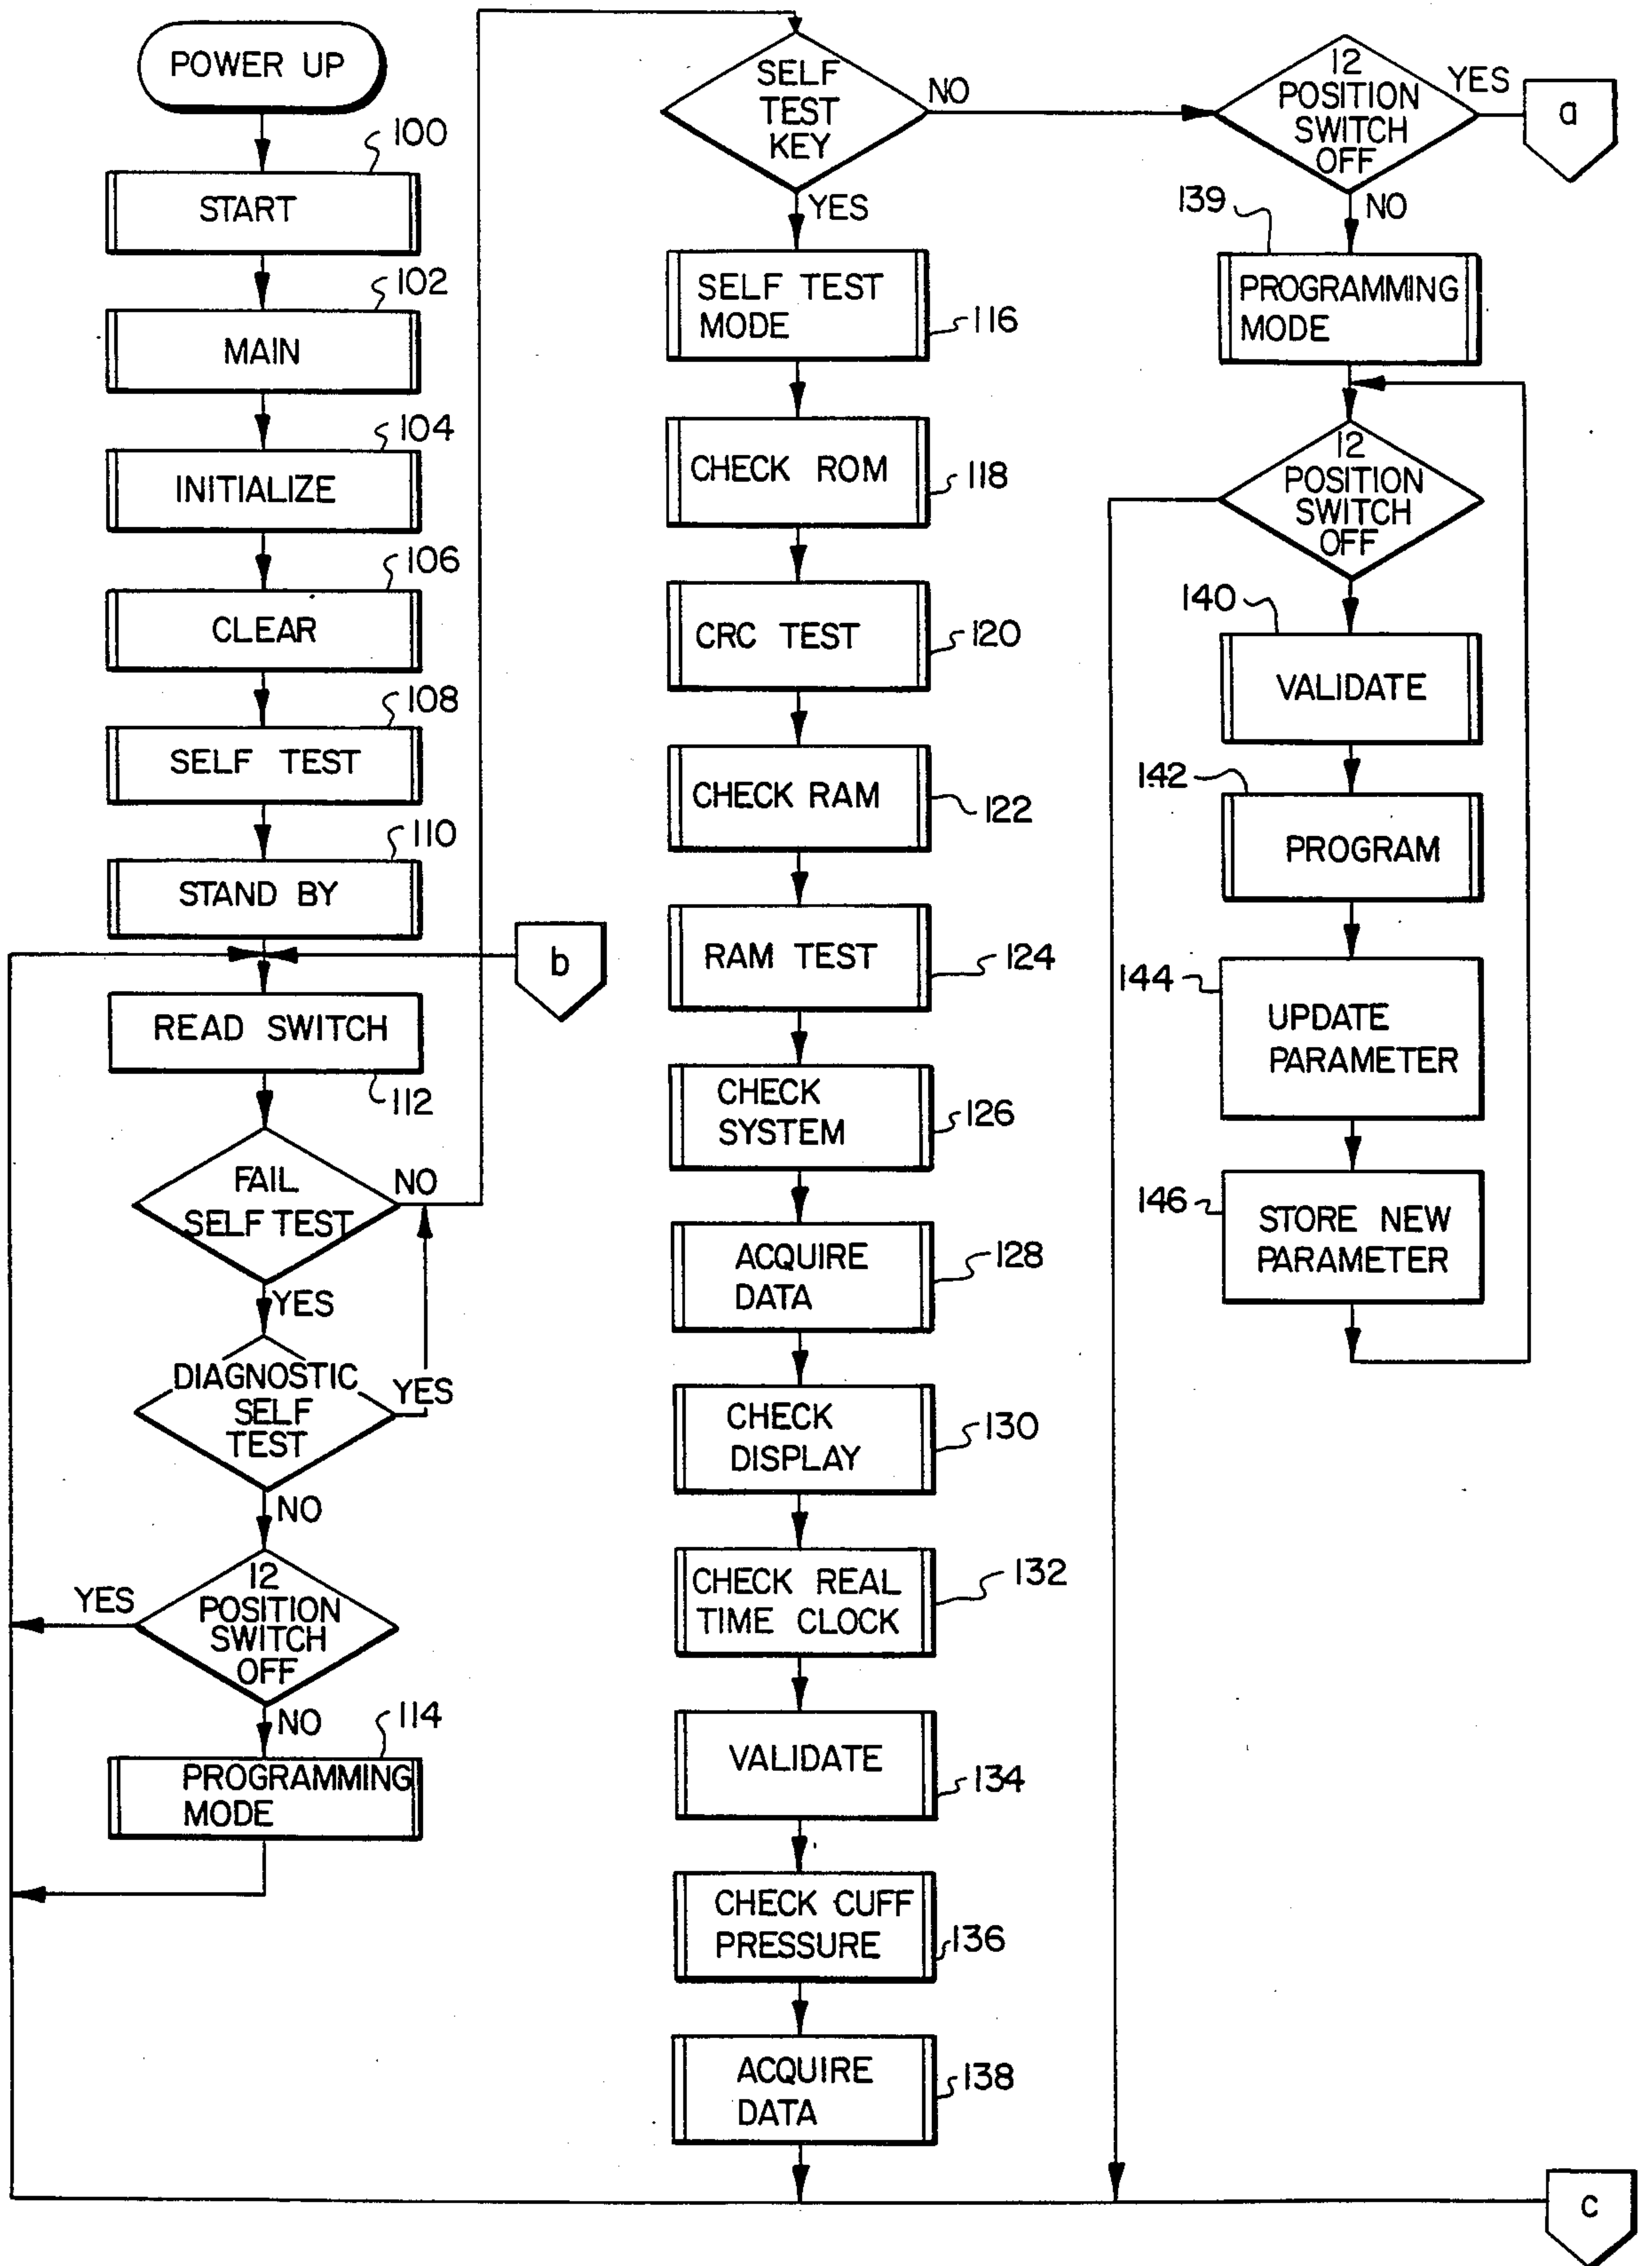 POWER UP
100
START
102
MAIN
104
INITIALIZE
106
CLEAR
108
SELF TEST
110
STAND BY
b
READ SWITCH
112
FAIL
SELF TEST
NO
YES
DIAGNOSTIC
SELF
TEST
YES
NO
12
POSITION
SWITCH
OFF
YES
NO
114
PROGRAMMING
MODE
SELF
TEST
KEY
NO
YES
SELF TEST
MODE
116
CHECK ROM
118
CRC TEST
120
CHECK RAM
122
RAM TEST
124
CHECK
SYSTEM
126
ACQUIRE
DATA
128
CHECK
DISPLAY
130
CHECK REAL
TIME CLOCK
132
VALIDATE
134
CHECK CUFF
PRESSURE
136
ACQUIRE
DATA
138
12
POSITION
SWITCH
OFF
YES
a
NO
139
PROGRAMMING
MODE
12
POSITION
SWITCH
OFF
140
VALIDATE
142
PROGRAM
144
UPDATE
PARAMETER
146
STORE NEW
PARAMETER
c